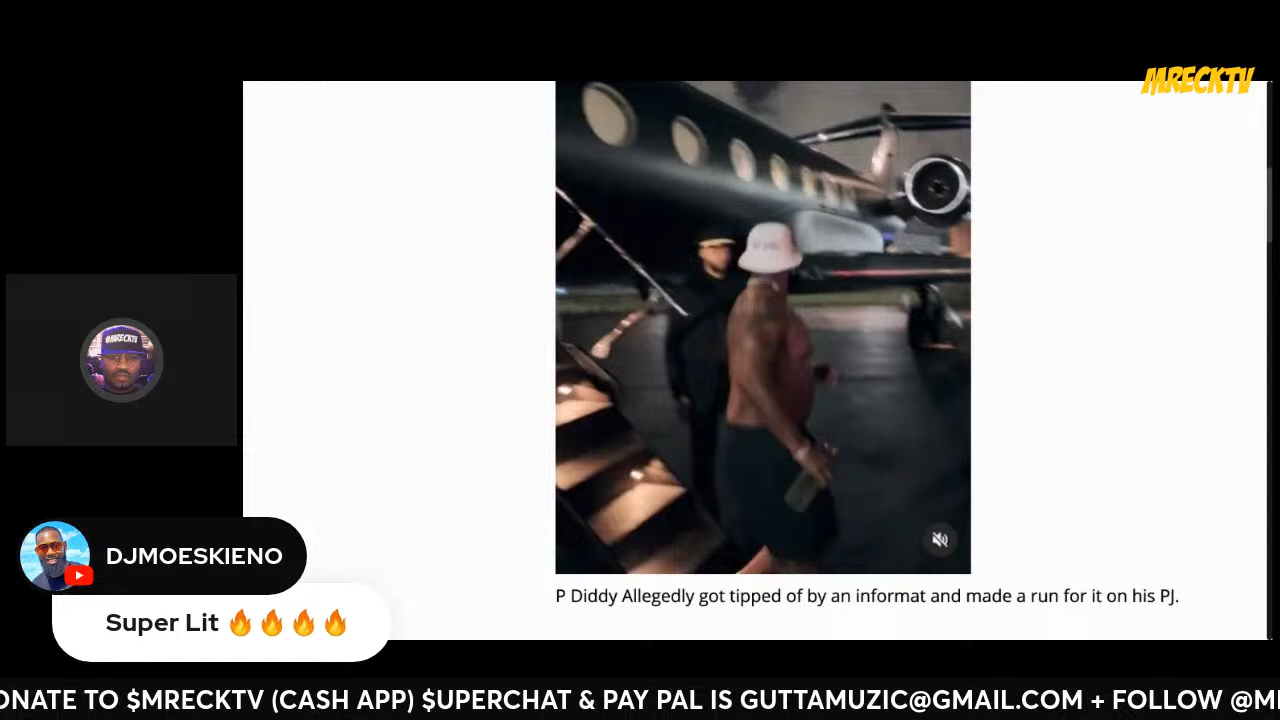 MRECKTV
#MRECKTV
P Diddy Allegedly got tipped of by an informat and made a run for it on his PJ.
DJMOESKIENO
Super Lit 🔥🔥🔥🔥
ONATE TO $MRECKTV (CASH APP) $UPERCHAT & PAY PAL IS GUTTAMUZIC@GMAIL.COM + FOLLOW @M